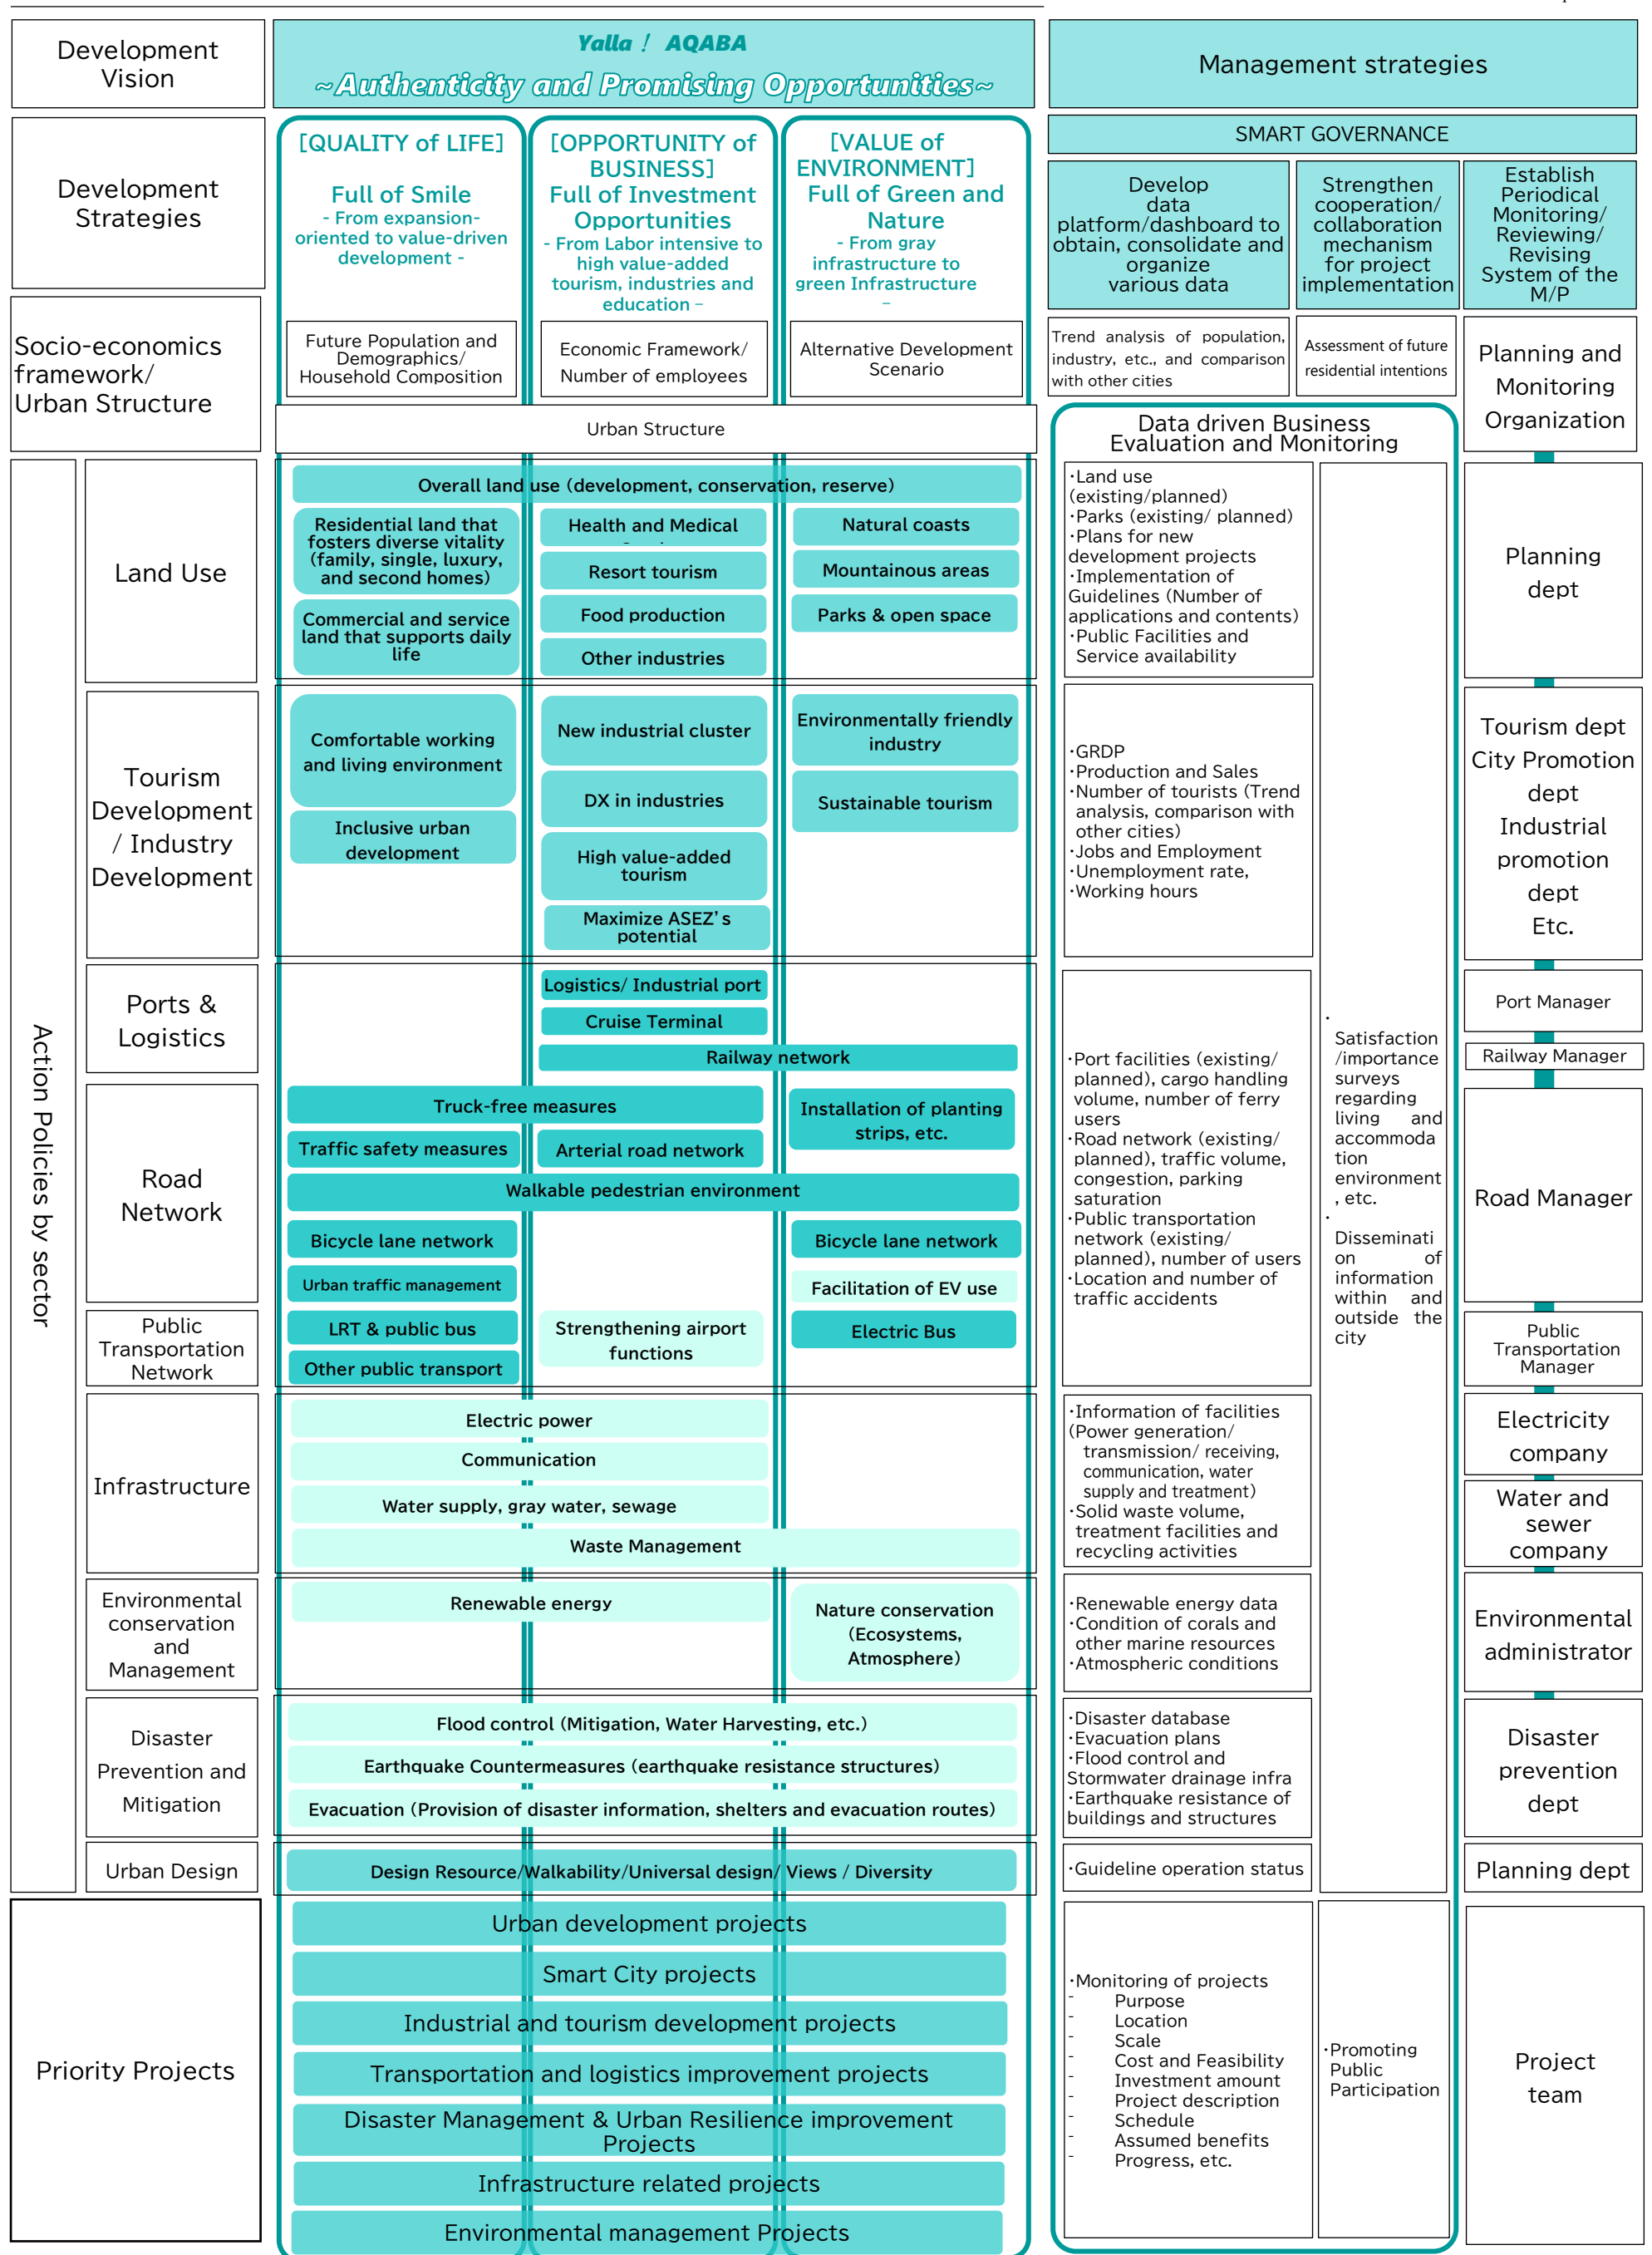 Development
Vision
Yalla！ AQABA
~Authenticity and Promising Opportunities~
Management strategies
Development
Strategies
[QUALITY of LIFE]
Full of Smile
- From expansion-
oriented to value-driven
development -
[OPPORTUNITY of
BUSINESS]
Full of Investment
Opportunities
- From Labor intensive to
high value-added
tourism, industries and
education –
[VALUE of
ENVIRONMENT]
Full of Green and
Nature
- From gray
infrastructure to
green Infrastructure
–
SMART GOVERNANCE
Develop
data
platform/dashboard to
obtain, consolidate and
organize
various data
Strengthen
cooperation/
collaboration
mechanism
for project
implementation
Establish
Periodical
Monitoring/
Reviewing/
Revising
System of the
M/P
Socio-economics
framework/
Urban Structure
Future Population and
Demographics/
Household Composition
Economic Framework/
Number of employees
Alternative Development
Scenario
Trend analysis of population,
industry, etc., and comparison
with other cities
Assessment of future
residential intentions
Planning and
Monitoring
Organization
Urban Structure
Data driven Business
Evaluation and Monitoring
Action Policies by sector
Land Use
Overall land use (development, conservation, reserve)
Residential land that
fosters diverse vitality
(family, single, luxury,
and second homes)
Commercial and service
land that supports daily
life
Health and Medical
Resort tourism
Food production
Other industries
Natural coasts
Mountainous areas
Parks & open space
・Land use
(existing/planned)
・Parks (existing/ planned)
・Plans for new
development projects
・Implementation of
Guidelines (Number of
applications and contents)
・Public Facilities and
Service availability
Planning
dept
Tourism
Development
/ Industry
Development
Comfortable working
and living environment
Inclusive urban
development
New industrial cluster
DX in industries
High value-added
tourism
Maximize ASEZ's
potential
Environmentally friendly
industry
Sustainable tourism
・GRDP
・Production and Sales
・Number of tourists (Trend
analysis, comparison with
other cities)
・Jobs and Employment
・Unemployment rate,
・Working hours
Tourism dept
City Promotion
dept
Industrial
promotion
dept
Etc.
Ports &
Logistics
Logistics/ Industrial port
Cruise Terminal
Railway network
Port Manager
Railway Manager
Road
Network
Truck-free measures
Traffic safety measures
Arterial road network
Installation of planting
strips, etc.
Walkable pedestrian environment
Bicycle lane network
Bicycle lane network
Urban traffic management
Facilitation of EV use
Road Manager
Public
Transportation
Network
LRT & public bus
Other public transport
Strengthening airport
functions
Electric Bus
・Port facilities (existing/
planned), cargo handling
volume, number of ferry
users
・Road network (existing/
planned), traffic volume,
congestion, parking
saturation
・Public transportation
network (existing/
planned), number of users
・Location and number of
traffic accidents
・
Satisfaction
/importance
surveys
regarding
living and
accommoda
tion
environment
, etc.
・
Disseminati
on of
information
within and
outside the
city
Public
Transportation
Manager
Infrastructure
Electric power
Communication
Water supply, gray water, sewage
Waste Management
・Information of facilities
(Power generation/
transmission/ receiving,
communication, water
supply and treatment)
・Solid waste volume,
treatment facilities and
recycling activities
Electricity
company
Water and
sewer
company
Environmental
conservation
and
Management
Renewable energy
Nature conservation
(Ecosystems,
Atmosphere)
・Renewable energy data
・Condition of corals and
other marine resources
・Atmospheric conditions
Environmental
administrator
Disaster
Prevention and
Mitigation
Flood control (Mitigation, Water Harvesting, etc.)
Earthquake Countermeasures (earthquake resistance structures)
Evacuation (Provision of disaster information, shelters and evacuation routes)
・Disaster database
・Evacuation plans
・Flood control and
Stormwater drainage infra
・Earthquake resistance of
buildings and structures
Disaster
prevention
dept
Urban Design
Design Resource/Walkability/Universal design/ Views / Diversity
・Guideline operation status
Planning dept
Priority Projects
Urban development projects
Smart City projects
Industrial and tourism development projects
Transportation and logistics improvement projects
Disaster Management & Urban Resilience improvement
Projects
Infrastructure related projects
Environmental management Projects
・Monitoring of projects
- Purpose
- Location
- Scale
- Cost and Feasibility
- Investment amount
- Project description
- Schedule
- Assumed benefits
- Progress, etc.
・Promoting
Public
Participation
Project
team